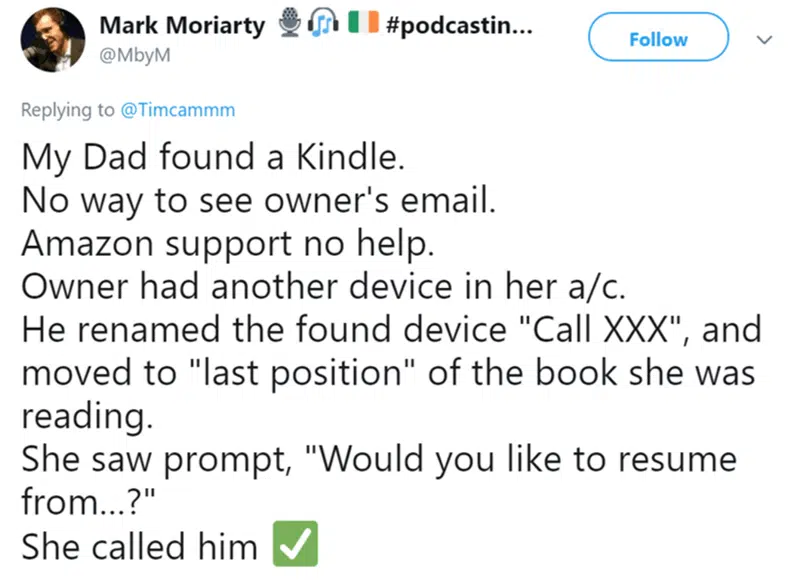 Mark Moriarty 🎙️🎧🇮🇪 #podcastin...
Follow
@MbyM
Replying to @Timcammm
My Dad found a Kindle.
No way to see owner's email.
Amazon support no help.
Owner had another device in her a/c.
He renamed the found device "Call XXX", and
moved to "last position" of the book she was
reading.
She saw prompt, "Would you like to resume
from...?"
She called him ✅